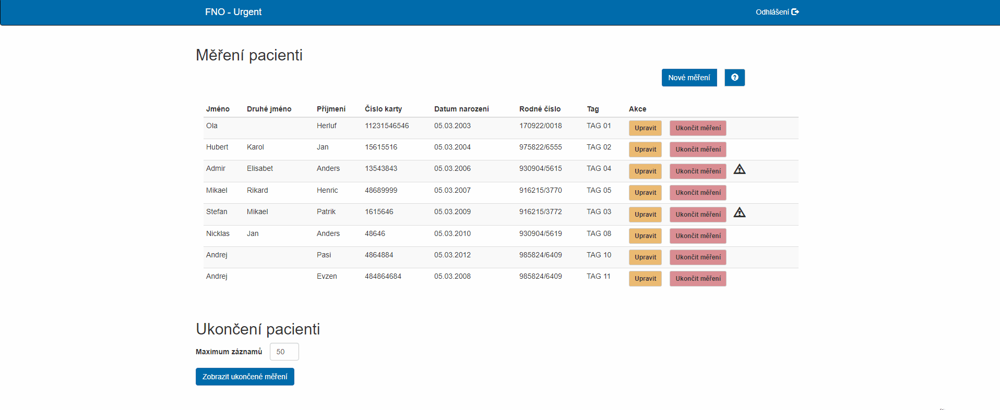 FNO - Urgent
Odhlášení
Měření pacienti
Nové měření
Jméno Druhé jméno Příjmení Číslo karty Datum narození Rodné číslo Tag Akce
Ola Herluf 11231546546 05.03.2003 170922/0018 TAG 01 Upravit Ukončit měření
Hubert Karol Jan 15615516 05.03.2004 975822/6555 TAG 02 Upravit Ukončit měření
Admir Elisabet Anders 13543843 05.03.2006 930904/5615 TAG 04 Upravit Ukončit měření
Mikael Rikard Henric 48689999 05.03.2007 916215/3770 TAG 05 Upravit Ukončit měření
Stefan Mikael Patrik 1615646 05.03.2009 916215/3772 TAG 03 Upravit Ukončit měření
Nicklas Jan Anders 48646 05.03.2010 930904/5619 TAG 08 Upravit Ukončit měření
Andrej Pasi 4864884 05.03.2012 985824/6409 TAG 10 Upravit Ukončit měření
Andrej Evzen 484864684 05.03.2008 985824/6409 TAG 11 Upravit Ukončit měření
Ukončení pacienti
Maximum záznamů 50
Zobrazit ukončené měření